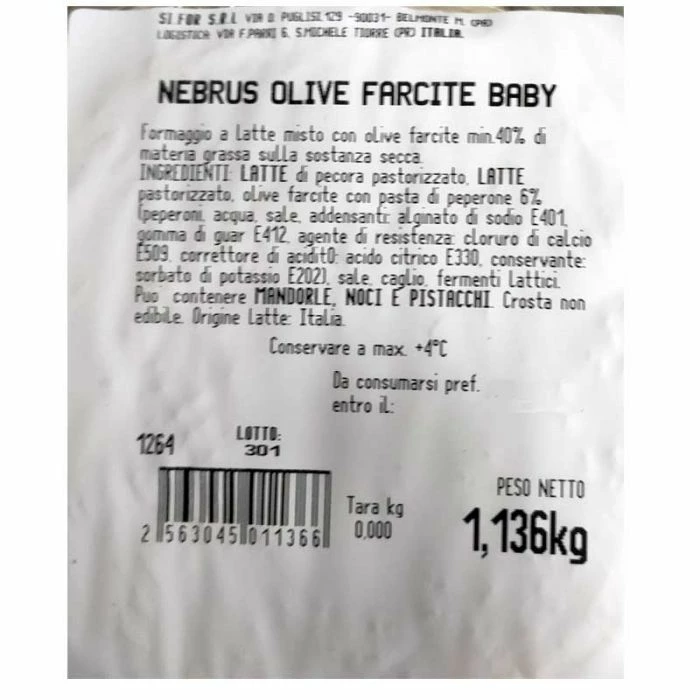 SI.FOR S.R.L VIA D. PUGLISI, 129 -90031- BELMONTE M. (PA)
LOGISTICA VIA F.PARRI 6, S.MICHELE TIORRE (PR) ITALIA
NEBRUS OLIVE FARCITE BABY
Formaggio a latte misto con olive farcite min.40% di
materia grassa sulla sostanza secca.
INGREDIENTI: LATTE di pecora pastorizzato, LATTE
pastorizzato, olive farcite con pasta di peperone 6%
(peperoni, acqua, sale, addensanti: alginato di sodio E401,
gomma di guar E412, agente di resistenza: cloruro di calcio
E509, correttore di acidit0: acido citrico E330, conservante:
sorbato di potassio E202), sale, caglio, fermenti lattici.
Puo contenere MANDORLE, NOCI E PISTACCHI. Crosta non
edibile. Origine Latte: Italia.
Conservare a max. +4°C
Da consumarsi pref.
entro il:
1264
LOTTO:
301
2 563045 011366
Tara kg
0,000
PESO NETTO
1,136kg